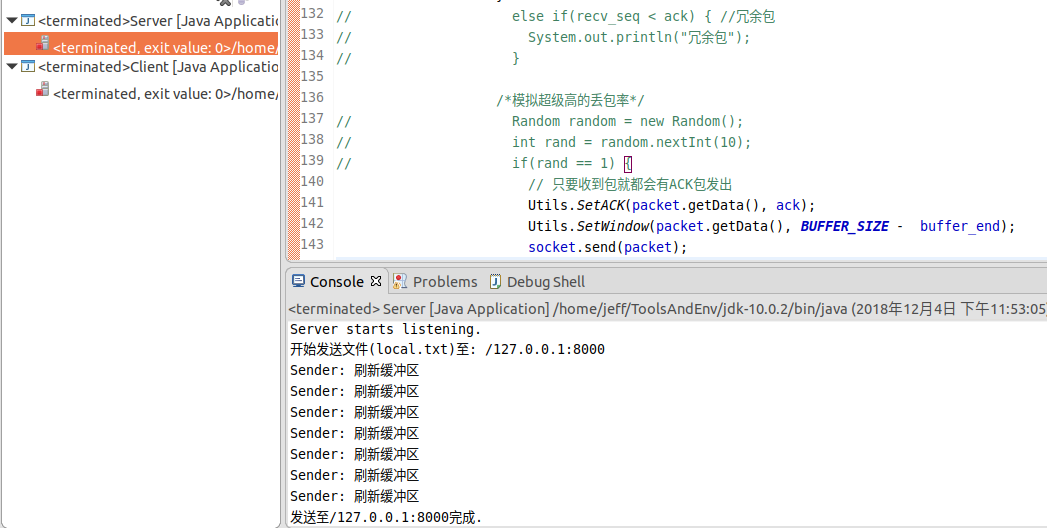 <terminated>Server [Java Applicatio
<terminated, exit value: 0>/home/
<terminated>Client [Java Applicatio
<terminated, exit value: 0>/home/
132 // else if(recv_seq < ack) { //冗余包
133 // System.out.println("冗余包");
134 // }
135
136 /*模拟超级高的丢包率*/
137 // Random random = new Random();
138 // int rand = random.nextInt(10);
139 // if(rand == 1) {
140 // 只要收到包就都会有ACK包发出
141 Utils.SetACK(packet.getData(), ack);
142 Utils.SetWindow(packet.getData(), BUFFER_SIZE - buffer_end);
143 socket.send(packet);
Console Problems Debug Shell
<terminated> Server [Java Application] /home/jeff/ToolsAndEnv/jdk-10.0.2/bin/java (2018年12月4日 下午11:53:05)
Server starts listening.
开始发送文件(local.txt)至: /127.0.0.1:8000
Sender: 刷新缓冲区
Sender: 刷新缓冲区
Sender: 刷新缓冲区
Sender: 刷新缓冲区
Sender: 刷新缓冲区
Sender: 刷新缓冲区
Sender: 刷新缓冲区
发送至/127.0.0.1:8000完成.